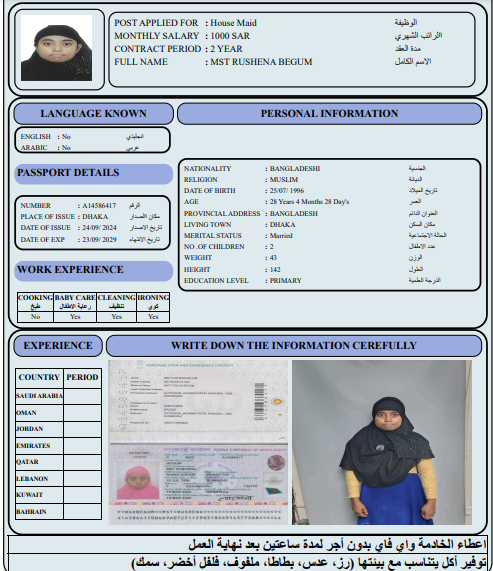 POST APPLIED FOR : House Maid الوظيفة
MONTHLY SALARY : 1000 SAR االراتب الشهري
CONTRACT PERIOD : 2 YEAR مدة العقد
FULL NAME : MST RUSHENA BEGUM الاسم الكامل
LANGUAGE KNOWN
ENGLISH : No انجليذي
ARABIC : No عربي
PASSPORT DETAILS
NUMBER : A14586417 الرقم
PLACE OF ISSUE : DHAKA مكان الصدار
DATE OF ISSUE : 24/09/ 2024 تاريخ الاصدار
DATE OF EXP : 23/09/ 2029 تاريخ الانتهاء
WORK EXPERIENCE
COOKING BABY CARE CLEANING IRONING
طبخ رعاية الاطفال تنظيف كوي
No Yes Yes Yes
PERSONAL INFORMATION
NATIONALITY : BANGLADESHI الجنسية
RELIGION : MUSLIM الديانة
DATE OF BIRTH : 25/07/ 1996 تاريخ الميلاد
AGE : 28 Years 4 Months 28 Day's العمر
PROVINCIAL ADDRESS : BANGLADESH العنوان الدائم
LIVING TOWN : DHAKA مكان السكن
MERITAL STATUS : Married الحالة الاجتماعية
NO .OF CHILDREN : 2 عدد الاطفال
WEIGHT : 43 الوزن
HEIGHT : 142 الطول
EDUCATION LEVEL : PRIMARY الدرجة العلمية
EXPERIENCE
COUNTRY PERIOD
SAUDI ARABIA
OMAN
JORDAN
EMIRATES
QATAR
LEBANON
KUWAIT
BAHRAIN
WRITE DOWN THE INFORMATION CEREFULLY
اعطاء الخادمة واي فاي بدون أجر لمدة ساعتين بعد نهاية العمل
توفير أكل يتناسب مع بيئتها (رز، عدس، بطاطا، ملفوف، فلفل أخضر، سمك)